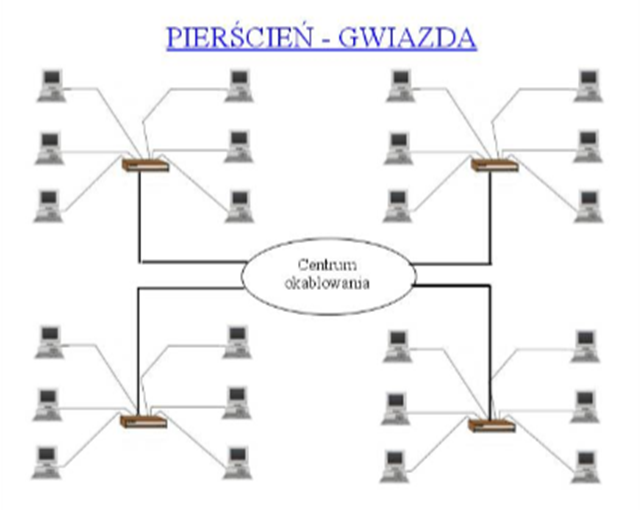 PIERŚCIEŃ - GWIAZDA
Centrum
okablowania